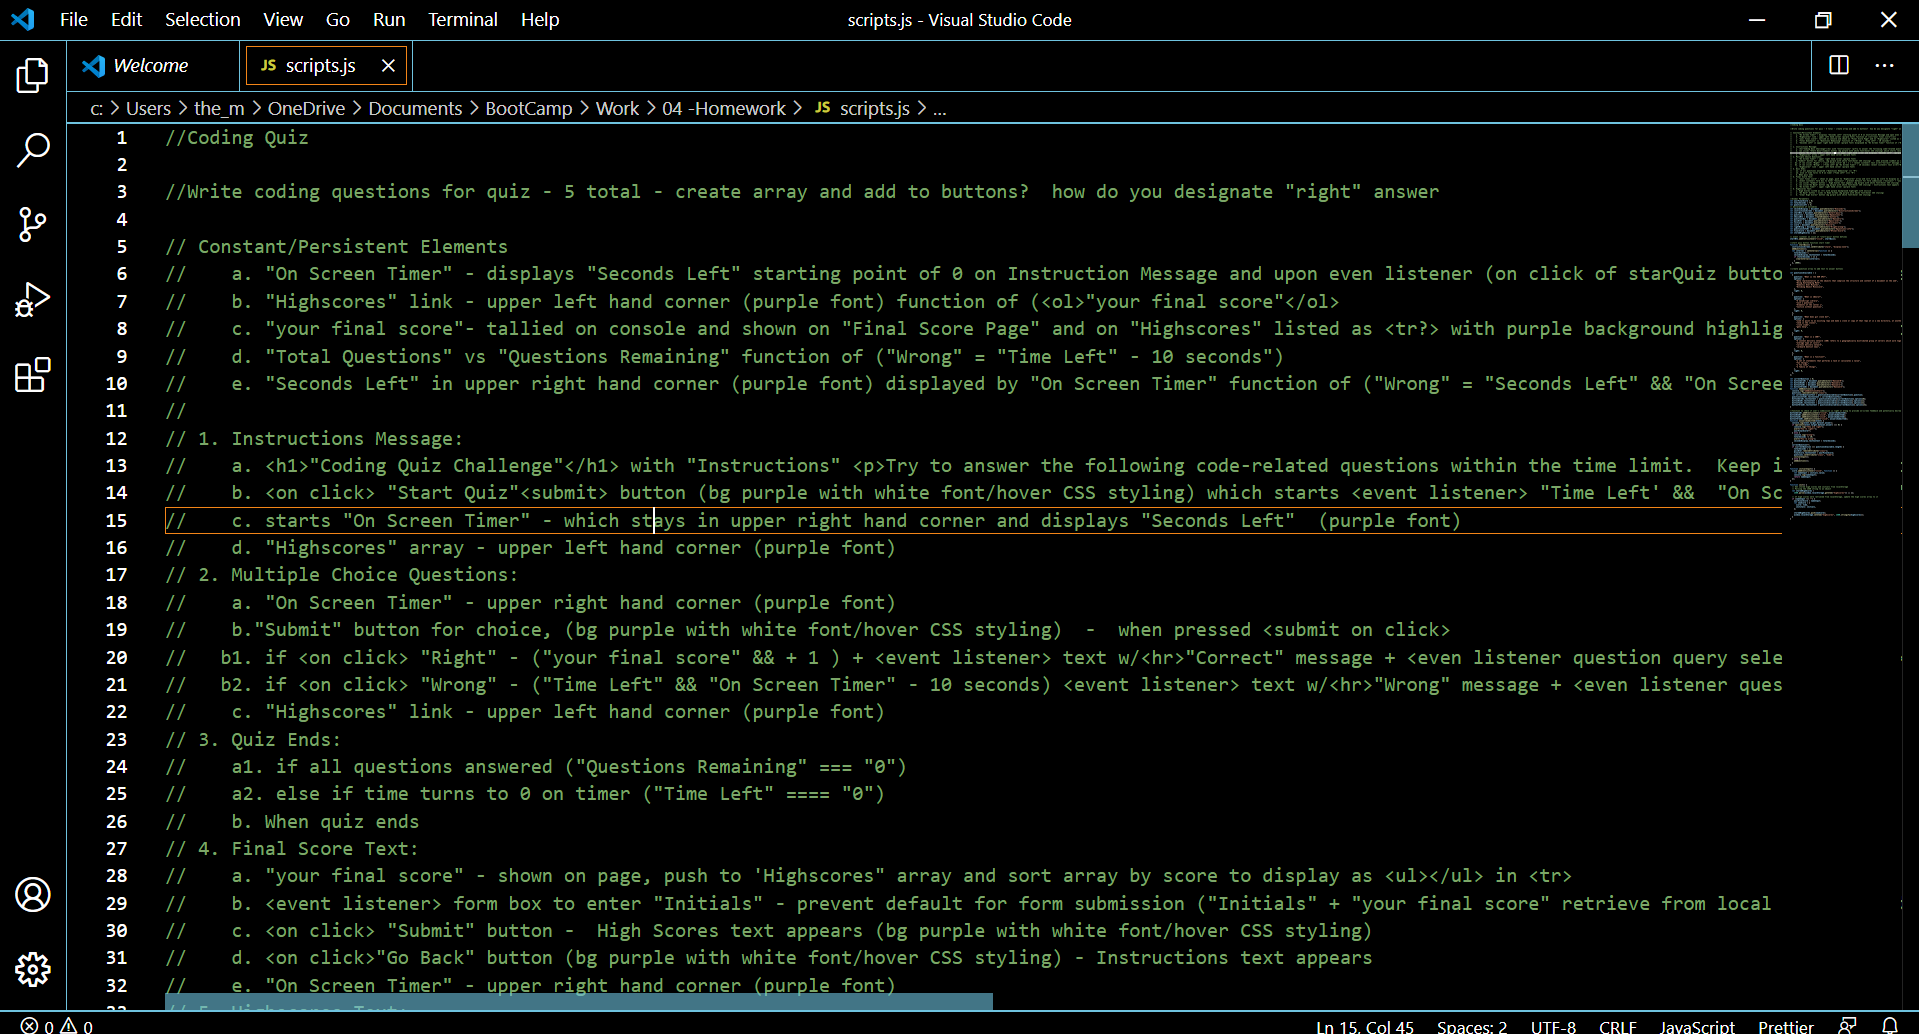 File Edit Selection View Go Run Terminal Help
scripts.js - Visual Studio Code
Welcome
JS scripts.js
c: > Users > the_m > OneDrive > Documents > BootCamp > Work > 04 -Homework > JS scripts.js > ...
1 //Coding Quiz
2
3 //Write coding questions for quiz - 5 total - create array and add to buttons?  how do you designate "right" answer
4
5 // Constant/Persistent Elements
6 //    a. "On Screen Timer" - displays "Seconds Left" starting point of 0 on Instruction Message and upon even listener (on click of starQuiz butto
7 //    b. "Highscores" link - upper left hand corner (purple font) function of (<ol>"your final score"</ol>
8 //    c. "your final score"- tallied on console and shown on "Final Score Page" and on "Highscores" listed as <tr?> with purple background highlig
9 //    d. "Total Questions" vs "Questions Remaining" function of ("Wrong" = "Time Left" - 10 seconds")
10 //    e. "Seconds Left" in upper right hand corner (purple font) displayed by "On Screen Timer" function of ("Wrong" = "Seconds Left" && "On Scree
11 //
12 // 1. Instructions Message:
13 //    a. <h1>"Coding Quiz Challenge"</h1> with "Instructions" <p>Try to answer the following code-related questions within the time limit.  Keep i
14 //    b. <on click> "Start Quiz"<submit> button (bg purple with white font/hover CSS styling) which starts <event listener> "Time Left' &&  "On Sc
15 //    c. starts "On Screen Timer" - which stays in upper right hand corner and displays "Seconds Left"  (purple font)
16 //    d. "Highscores" array - upper left hand corner (purple font)
17 // 2. Multiple Choice Questions:
18 //    a. "On Screen Timer" - upper right hand corner (purple font)
19 //    b."Submit" button for choice, (bg purple with white font/hover CSS styling)  -  when pressed <submit on click>
20 //   b1. if <on click> "Right" - ("your final score" && + 1 ) + <event listener> text w/<hr>"Correct" message + <even listener question query sele
21 //   b2. if <on click> "Wrong" - ("Time Left" && "On Screen Timer" - 10 seconds) <event listener> text w/<hr>"Wrong" message + <even listener ques
22 //    c. "Highscores" link - upper left hand corner (purple font)
23 // 3. Quiz Ends:
24 //    a1. if all questions answered ("Questions Remaining" === "0")
25 //    a2. else if time turns to 0 on timer ("Time Left" ==== "0")
26 //    b. When quiz ends
27 // 4. Final Score Text:
28 //    a. "your final score" - shown on page, push to 'Highscores" array and sort array by score to display as <ul></ul> in <tr>
29 //    b. <event listener> form box to enter "Initials" - prevent default for form submission ("Initials" + "your final score" retrieve from local
30 //    c. <on click> "Submit" button -  High Scores text appears (bg purple with white font/hover CSS styling)
31 //    d. <on click>"Go Back" button (bg purple with white font/hover CSS styling) - Instructions text appears
32 //    e. "On Screen Timer" - upper right hand corner (purple font)
33 // 5. Highscores Text:
0 0 Ln 15, Col 45 Spaces: 2 UTF-8 CRLF JavaScript Prettier